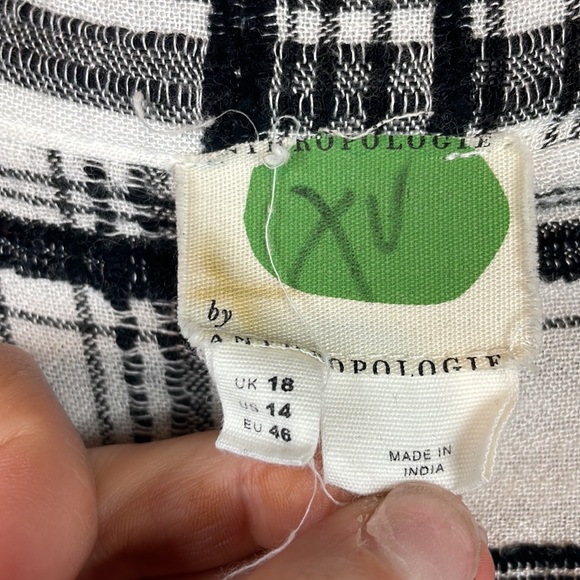 ANTHROPOLOGIE
XV
by
ANTHROPOLOGIE
UK 18
US 14
EU 46
MADE IN
INDIA